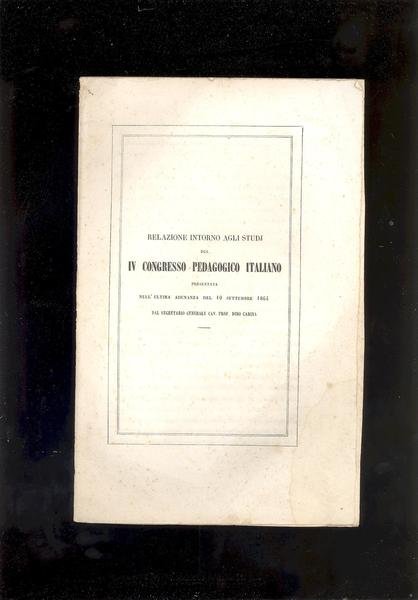 RELAZIONE INTORNO AGLI STUDI
DEL
IV CONGRESSO PEDAGOGICO ITALIANO
PRESENTATA
NELL' ULTIMA ADUNANZA DEL 10 SETTEMBRE 1864
DAL SEGRETARIO GENERALE CAV. PROF. DINO CARINA